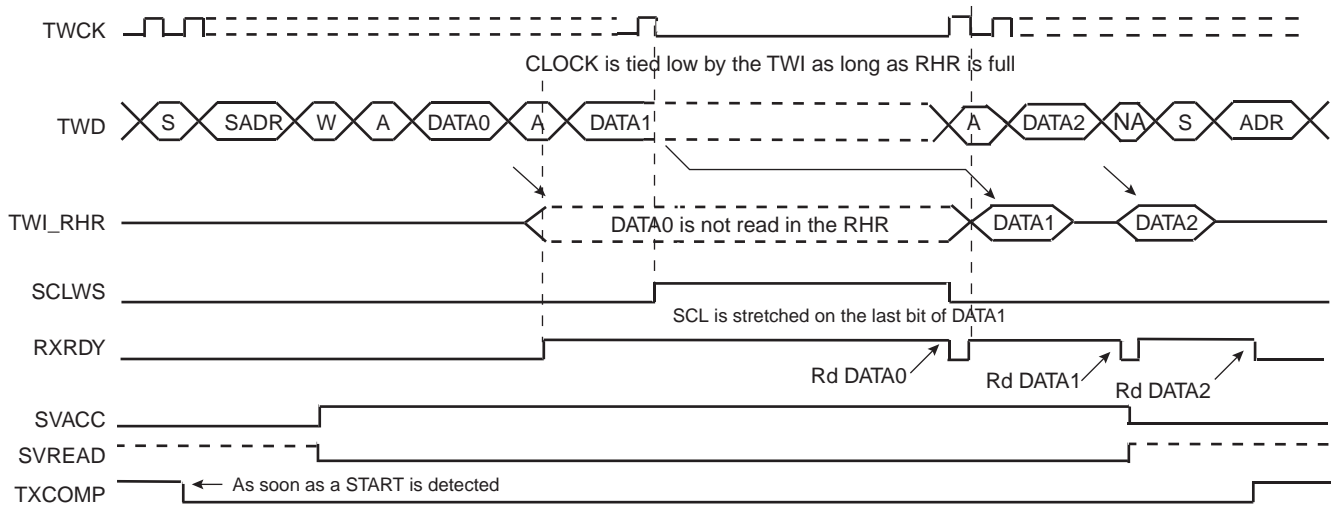 TWCK
CLOCK is tied low by the TWI as long as RHR is full
TWD S SADR W A DATA0 A DATA1 A DATA2 NA S ADR
TWI_RHR DATA0 is not read in the RHR DATA1 DATA2
SCLWS
SCL is stretched on the last bit of DATA1
RXRDY
Rd DATA0 Rd DATA1 Rd DATA2
SVACC
SVREAD
TXCOMP As soon as a START is detected